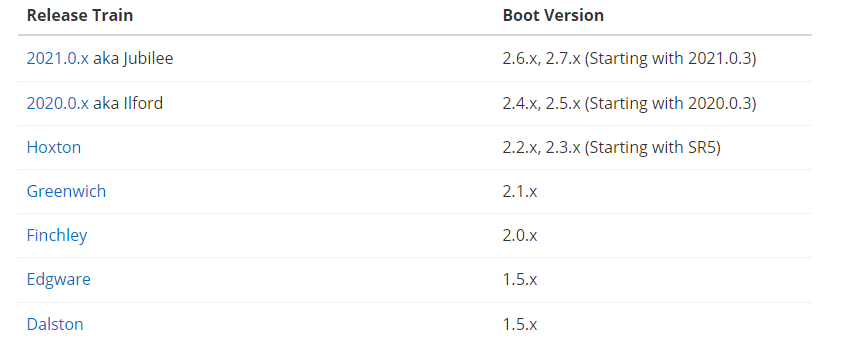 Release Train Boot Version
2021.0.x aka Jubilee 2.6.x, 2.7.x (Starting with 2021.0.3)
2020.0.x aka Ilford 2.4.x, 2.5.x (Starting with 2020.0.3)
Hoxton 2.2.x, 2.3.x (Starting with SR5)
Greenwich 2.1.x
Finchley 2.0.x
Edgware 1.5.x
Dalston 1.5.x